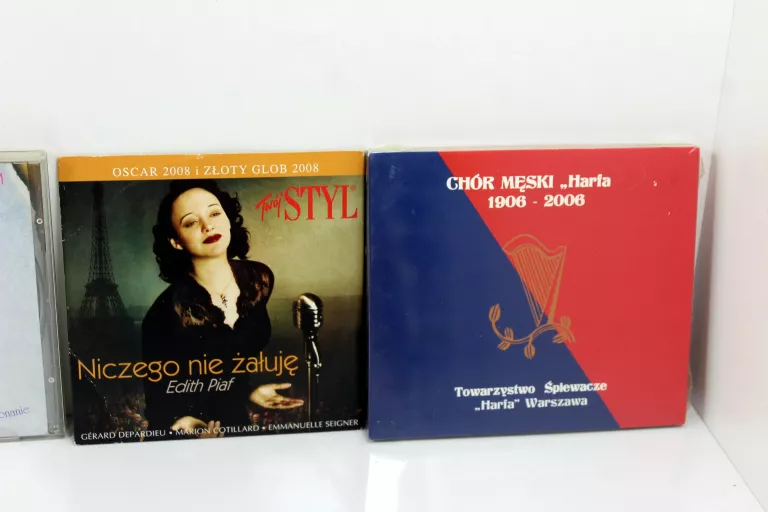 onanie
OSCAR 2008 i ZŁOTY GLOB 2008
Twój STYL
Niczego nie żałuję
Edith Piaf
GÉRARD DEPARDIEU • MARION COTILLARD • EMMANUELLE SEIGNER
CHÓR MĘSKI „Harfa
1906 - 2006
Towarzystwo Śpiewacze
„Harfa" Warszawa